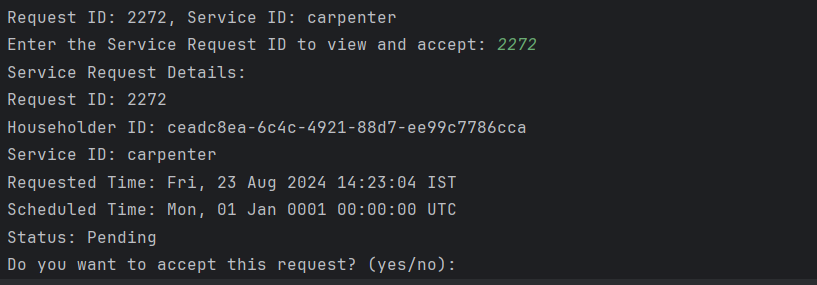 Request ID: 2272, Service ID: carpenter
Enter the Service Request ID to view and accept: 2272
Service Request Details:
Request ID: 2272
Householder ID: ceadc8ea-6c4c-4921-88d7-ee99c7786cca
Service ID: carpenter
Requested Time: Fri, 23 Aug 2024 14:23:04 IST
Scheduled Time: Mon, 01 Jan 0001 00:00:00 UTC
Status: Pending
Do you want to accept this request? (yes/no):